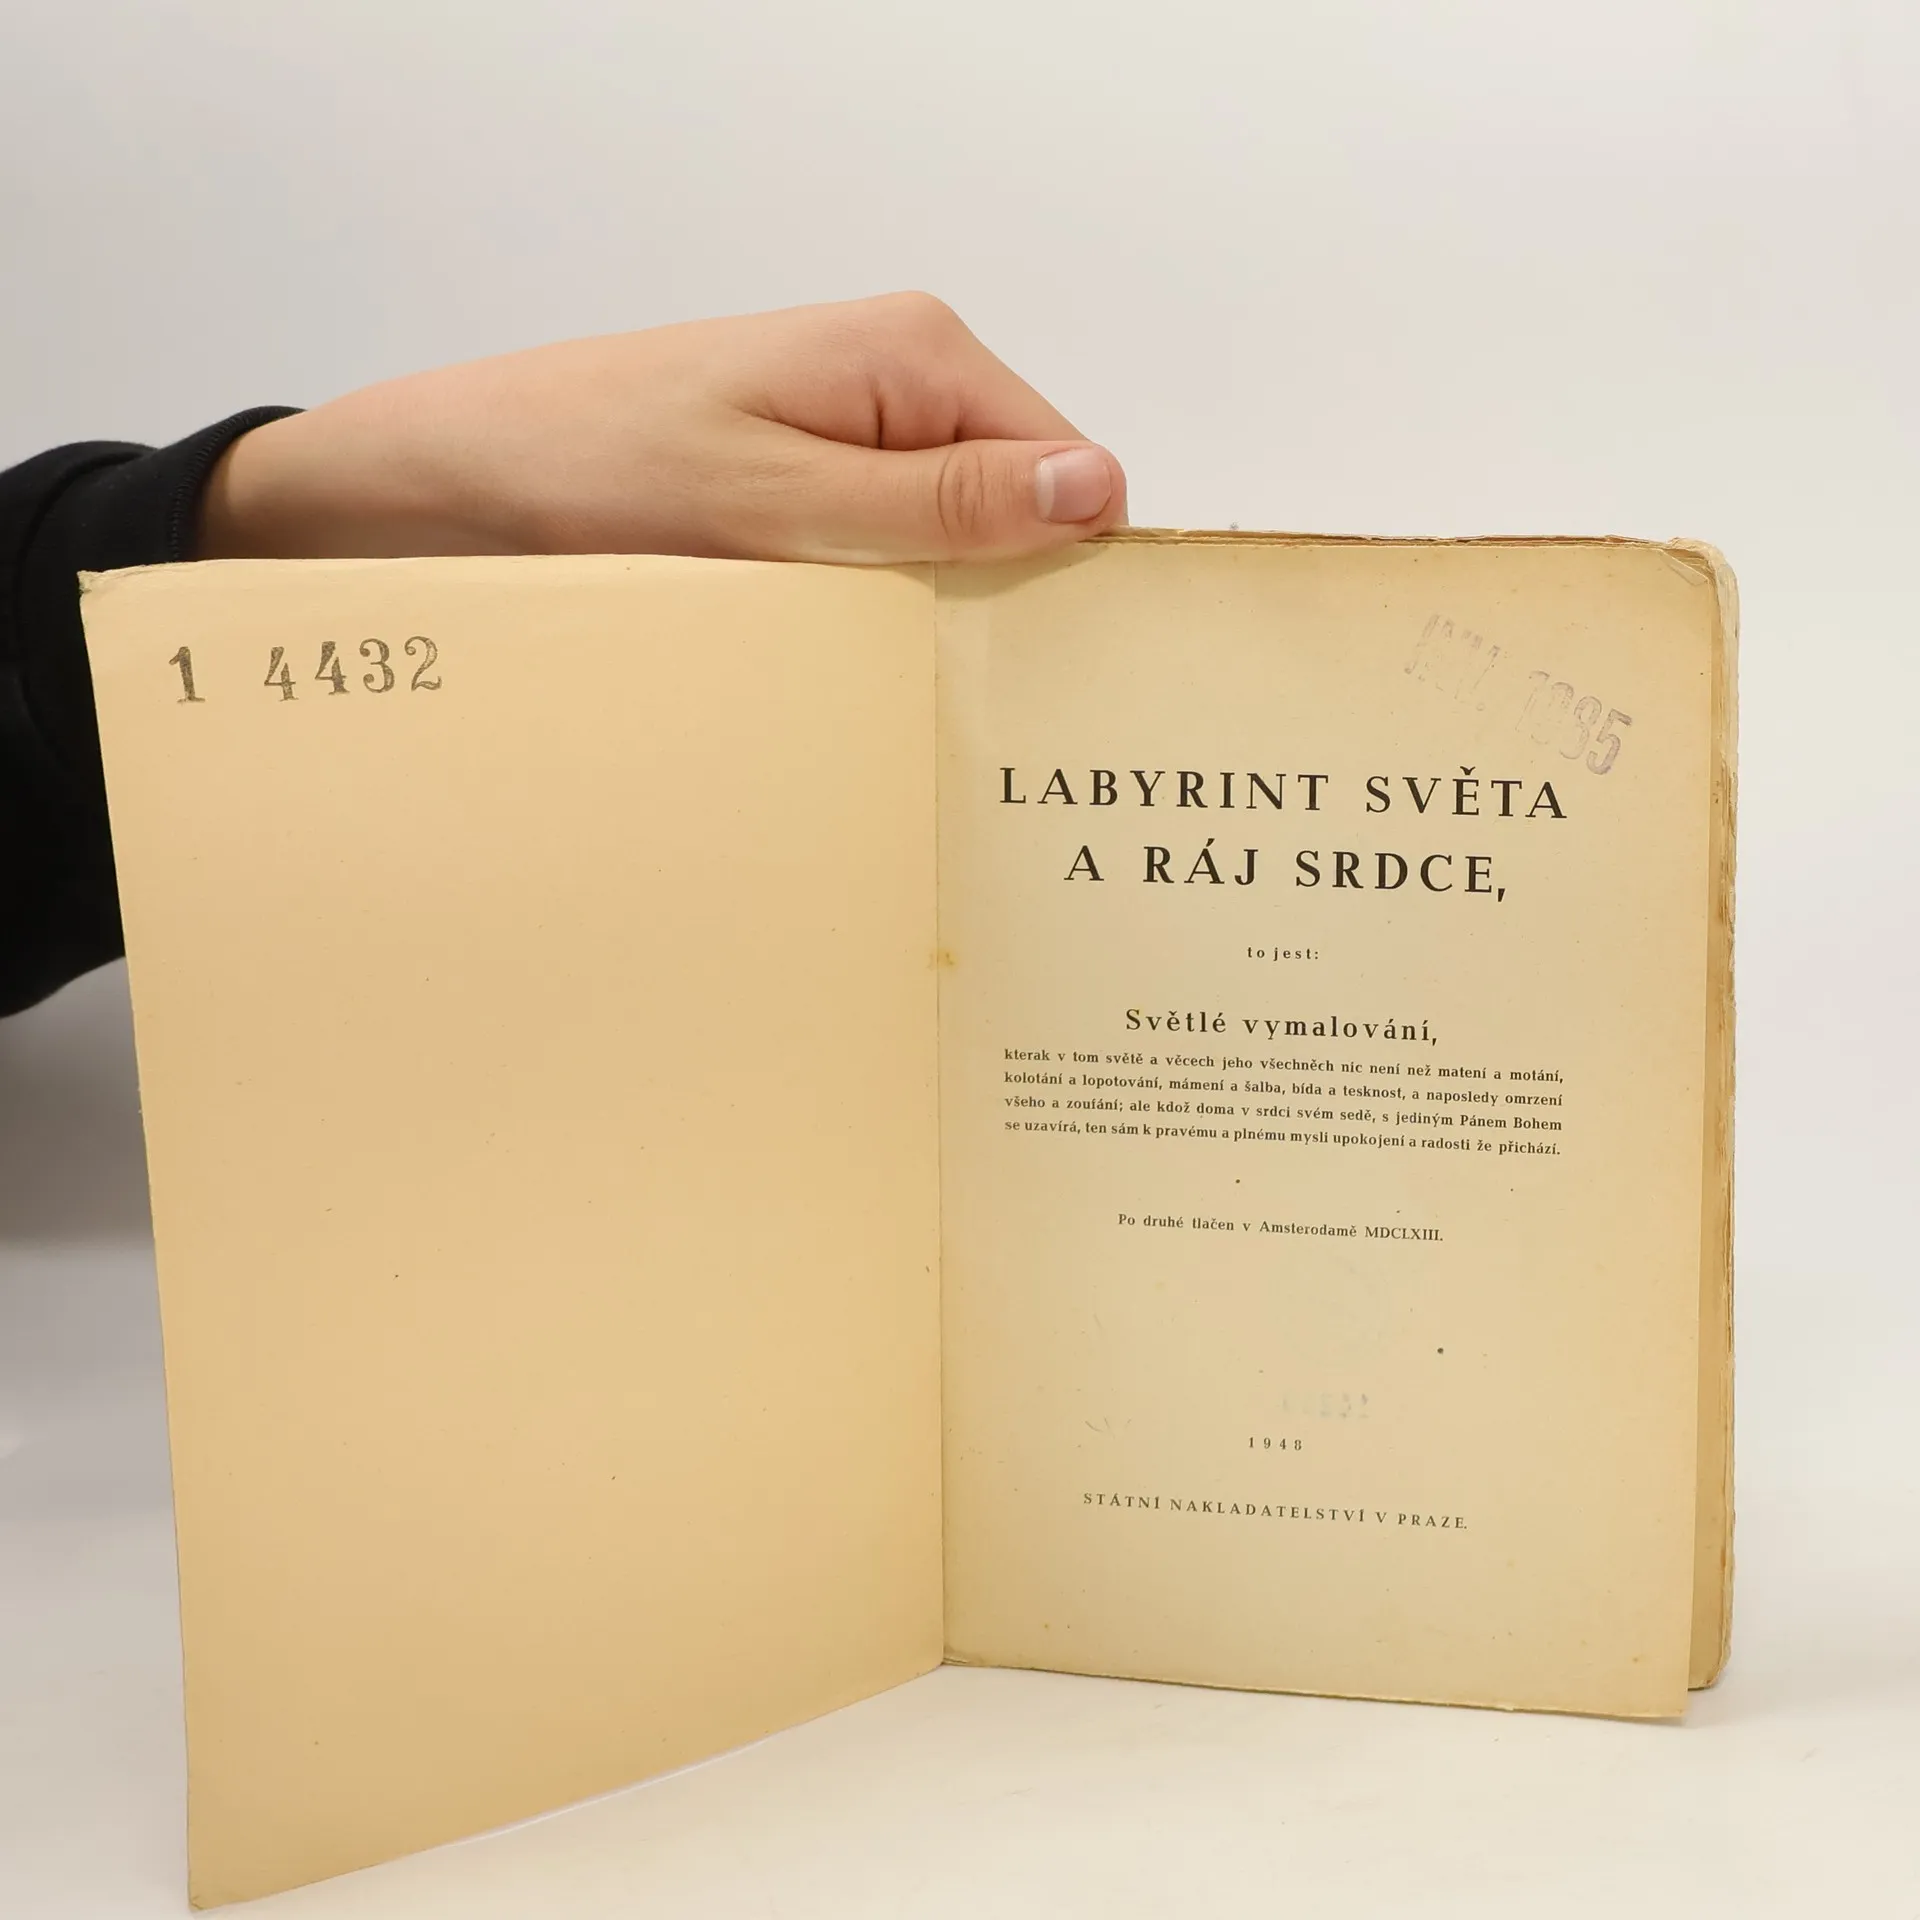 1 4432
LABYRINT SVĚTA
A RÁJ SRDCE,
to jest:
Světlé vymalování,
kterak v tom světě a věcech jeho všechněch nic není než matení a motání,
kolotání a lopotování, mámení a šalba, bída a tesknost, a naposledy omrzení
všeho a zoufání; ale kdož doma v srdci svém sedě, s jediným Pánem Bohem
se uzavírá, ten sám k pravému a plnému mysli upokojení a radosti že přichází.
Po druhé tlačen v Amsterodamě MDCLXIII.
1948
STÁTNÍ NAKLADATELSTVÍ V PRAZE.